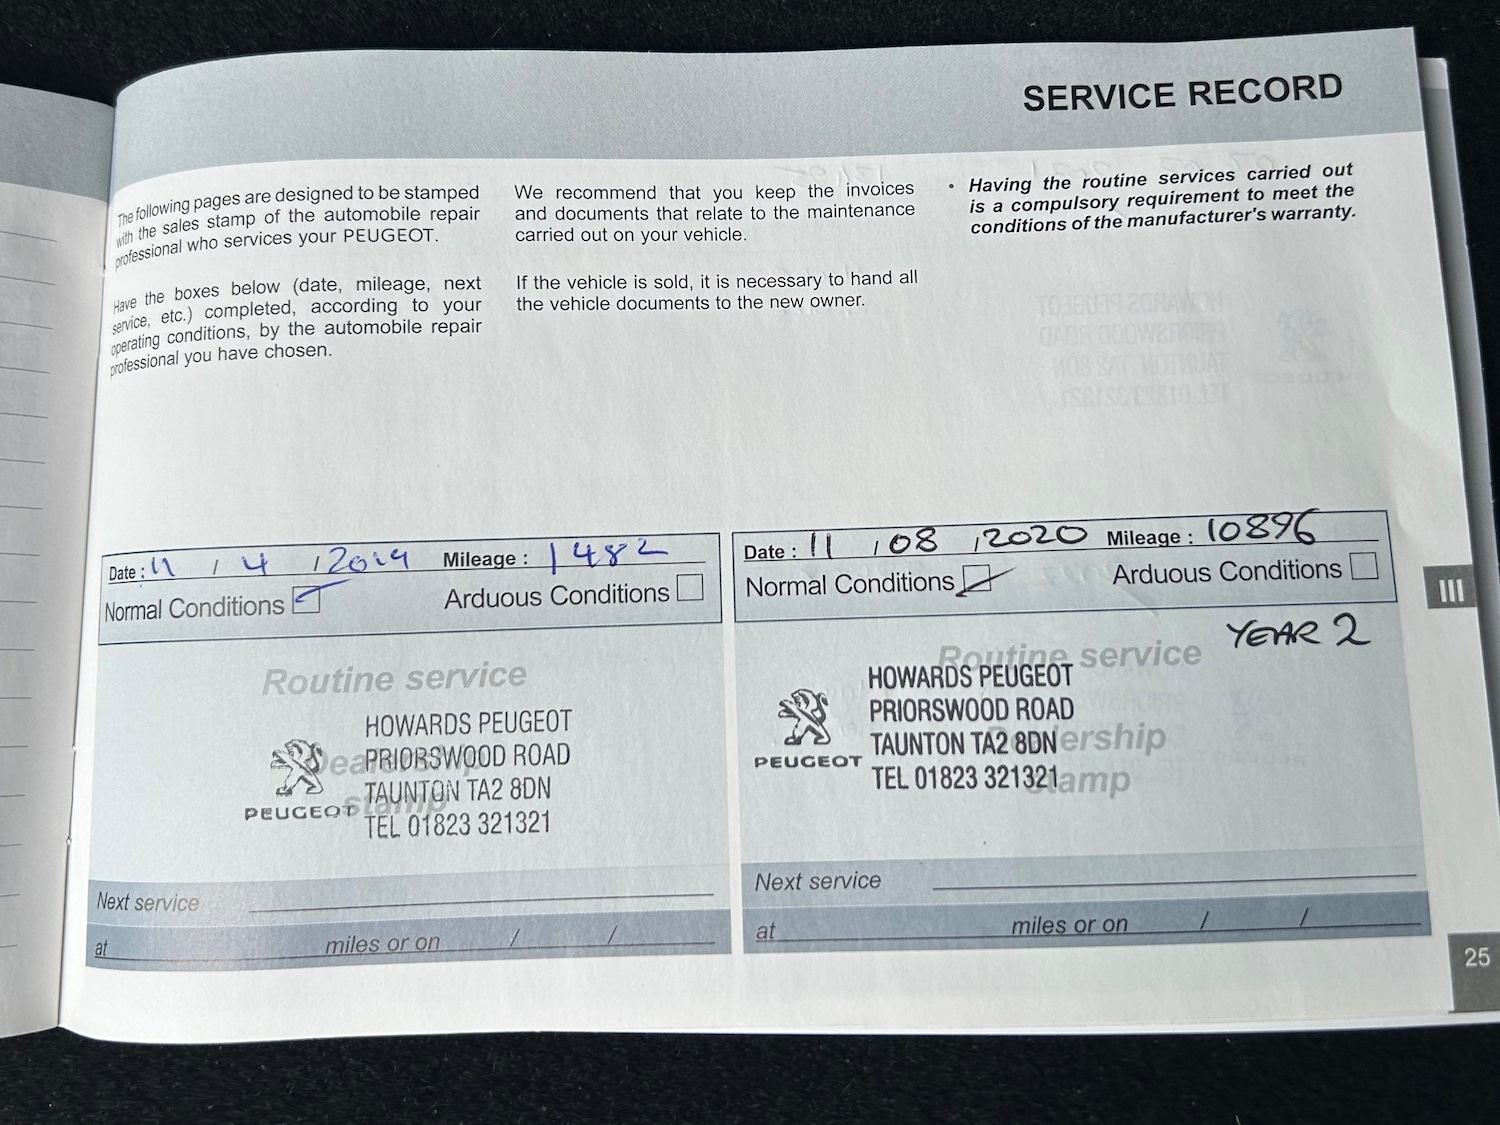 SERVICE RECORD
The following pages are designed to be stamped
with the sales stamp of the automobile repair
professional who services your PEUGEOT.
Have the boxes below (date, mileage, next
service, etc.) completed, according to your
operating conditions, by the automobile repair
professional you have chosen.
We recommend that you keep the invoices
and documents that relate to the maintenance
carried out on your vehicle.
If the vehicle is sold, it is necessary to hand all
the vehicle documents to the new owner.
• Having the routine services carried out
is a compulsory requirement to meet the
conditions of the manufacturer's warranty.
Date : 11 / 4 / 2019 Mileage : 1482
Normal Conditions Arduous Conditions
Routine service
Dealership
stamp
HOWARDS PEUGEOT
PRIORSWOOD ROAD
TAUNTON TA2 8DN
TEL 01823 321321
PEUGEOT
Next service
at miles or on / /
Date : 11 / 08 / 2020 Mileage : 10896
Normal Conditions Arduous Conditions
YEAR 2
Routine service
Dealership
stamp
HOWARDS PEUGEOT
PRIORSWOOD ROAD
TAUNTON TA2 8DN
TEL 01823 321321
PEUGEOT
Next service
at miles or on / /
III
25